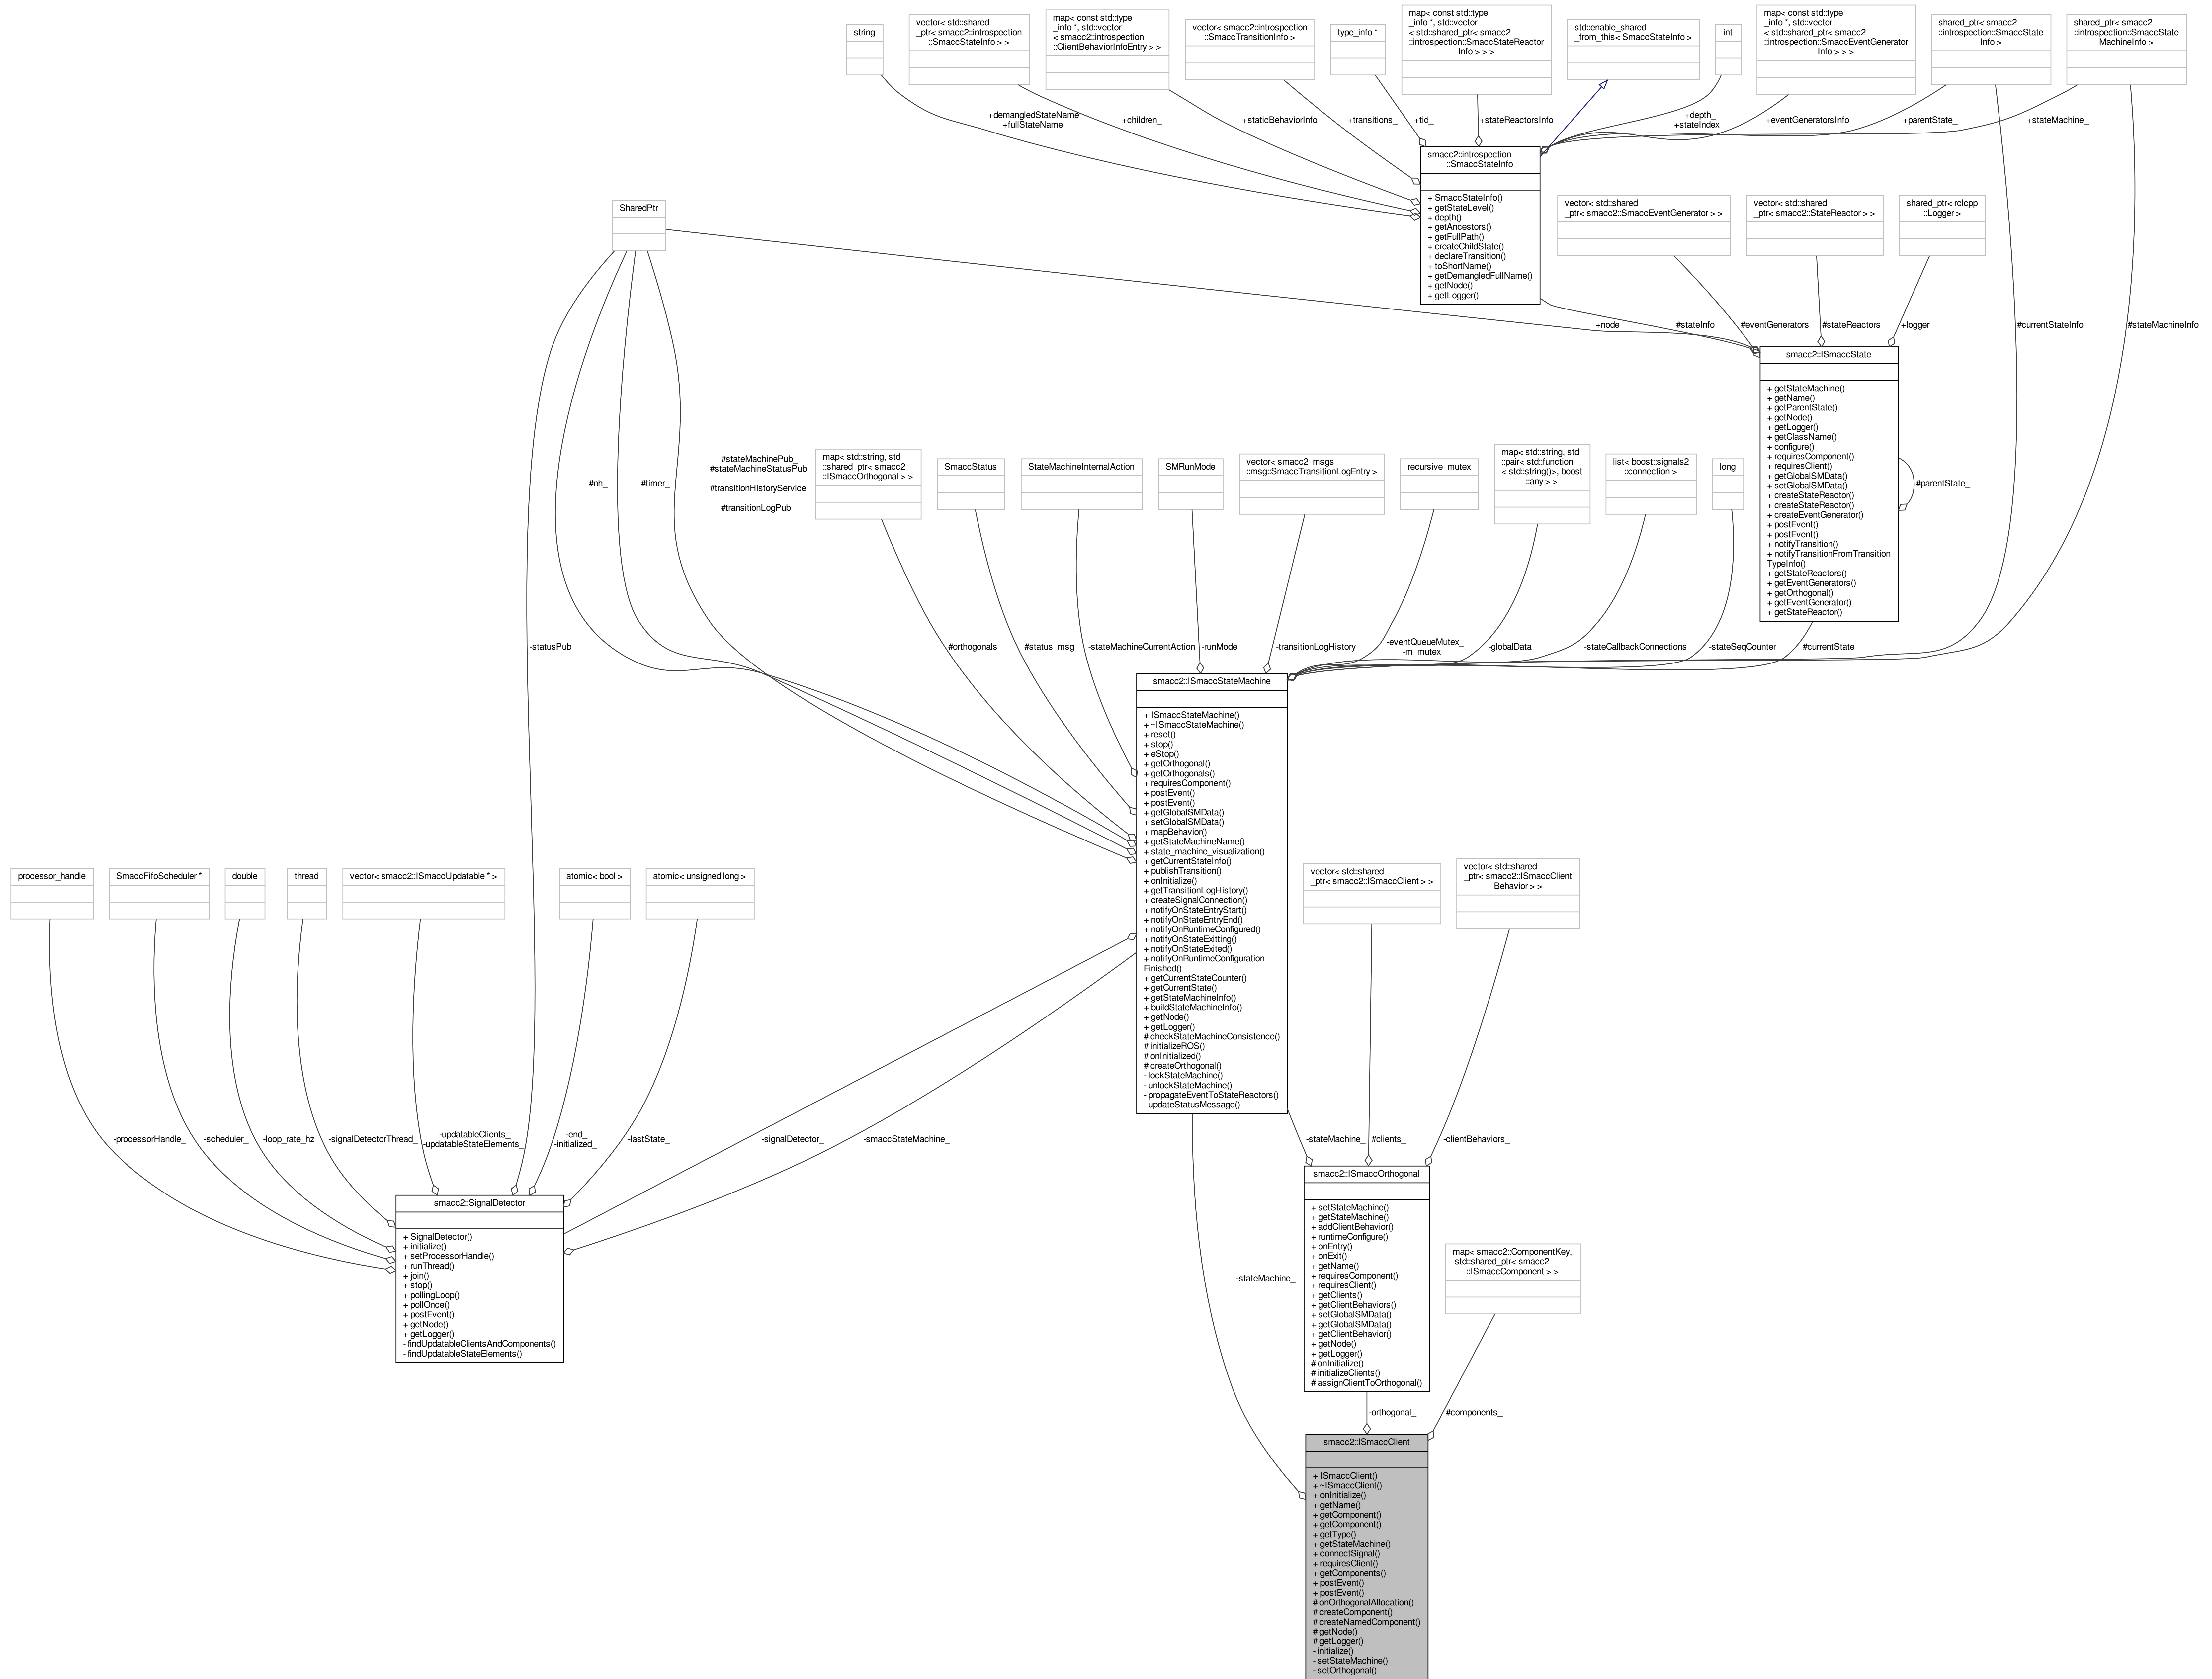 string
vector< std::shared
_ptr< smacc2::introspection
::SmaccStateInfo > >
map< const std::type
_info *, std::vector
< smacc2::introspection
::ClientBehaviorInfoEntry > >
vector< smacc2::introspection
::SmaccTransitionInfo >
type_info *
map< const std::type
_info *, std::vector
< std::shared_ptr< smacc2
::introspection::SmaccStateReactor
Info > > >
std::enable_shared
_from_this< SmaccStateInfo >
int
map< const std::type
_info *, std::vector
< std::shared_ptr< smacc2
::introspection::SmaccEventGenerator
Info > > >
shared_ptr< smacc2
::introspection::SmaccState
Info >
shared_ptr< smacc2
::introspection::SmaccState
MachineInfo >
+demangledStateName
+fullStateName
+children_
+staticBehaviorInfo
+transitions_
+tid_
+stateReactorsInfo
+depth_
+stateIndex_
+eventGeneratorsInfo
+parentState_
+stateMachine_
smacc2::introspection
::SmaccStateInfo
+ SmaccStateInfo()
+ getStateLevel()
+ depth()
+ getAncestors()
+ getFullPath()
+ createChildState()
+ declareTransition()
+ toShortName()
+ getDemangledFullName()
+ getNode()
+ getLogger()
SharedPtr
vector< std::shared
_ptr< smacc2::SmaccEventGenerator > >
vector< std::shared
_ptr< smacc2::StateReactor > >
shared_ptr< rclcpp
::Logger >
+node_
#stateInfo_
#eventGenerators_
#stateReactors_
+logger_
#currentStateInfo_
#stateMachineInfo_
smacc2::ISmaccState
+ getStateMachine()
+ getName()
+ getParentState()
+ getNode()
+ getLogger()
+ getClassName()
+ configure()
+ requiresComponent()
+ requiresClient()
+ getGlobalSMData()
+ setGlobalSMData()
+ createStateReactor()
+ createStateReactor()
+ createEventGenerator()
+ postEvent()
+ postEvent()
+ notifyTransition()
+ notifyTransitionFromTransition
TypeInfo()
+ getStateReactors()
+ getEventGenerators()
+ getOrthogonal()
+ getEventGenerator()
+ getStateReactor()
#parentState_
#nh_
#timer_
#stateMachinePub_
#stateMachineStatusPub
_
#transitionHistoryService
_
#transitionLogPub_
map< std::string, std
::shared_ptr< smacc2
::ISmaccOrthogonal > >
SmaccStatus
StateMachineInternalAction
SMRunMode
vector< smacc2_msgs
::msg::SmaccTransitionLogEntry >
recursive_mutex
map< std::string, std
::pair< std::function
< std::string()>, boost
::any > >
list< boost::signals2
::connection >
long
-statusPub_
#orthogonals_
#status_msg_
-stateMachineCurrentAction
-runMode_
-transitionLogHistory_
-eventQueueMutex_
-m_mutex_
-globalData_
-stateCallbackConnections
-stateSeqCounter_
#currentState_
smacc2::ISmaccStateMachine
+ ISmaccStateMachine()
+ ~ISmaccStateMachine()
+ reset()
+ stop()
+ eStop()
+ getOrthogonal()
+ getOrthogonals()
+ requiresComponent()
+ postEvent()
+ postEvent()
+ getGlobalSMData()
+ setGlobalSMData()
+ mapBehavior()
+ getStateMachineName()
+ state_machine_visualization()
+ getCurrentStateInfo()
+ publishTransition()
+ onInitialize()
+ getTransitionLogHistory()
+ createSignalConnection()
+ notifyOnStateEntryStart()
+ notifyOnStateEntryEnd()
+ notifyOnRuntimeConfigured()
+ notifyOnStateExitting()
+ notifyOnStateExited()
+ notifyOnRuntimeConfiguration
Finished()
+ getCurrentStateCounter()
+ getCurrentState()
+ getStateMachineInfo()
+ buildStateMachineInfo()
+ getNode()
+ getLogger()
# checkStateMachineConsistence()
# initializeROS()
# onInitialized()
# createOrthogonal()
- lockStateMachine()
- unlockStateMachine()
- propagateEventToStateReactors()
- updateStatusMessage()
processor_handle
SmaccFifoScheduler *
double
thread
vector< smacc2::ISmaccUpdatable * >
atomic< bool >
atomic< unsigned long >
vector< std::shared
_ptr< smacc2::ISmaccClient > >
vector< std::shared
_ptr< smacc2::ISmaccClient
Behavior > >
-processorHandle_
-scheduler_
-loop_rate_hz
-signalDetectorThread_
-updatableClients_
-updatableStateElements_
-end_
-initialized_
-lastState_
-signalDetector_
-smaccStateMachine_
-stateMachine_
#clients_
-clientBehaviors_
smacc2::SignalDetector
+ SignalDetector()
+ initialize()
+ setProcessorHandle()
+ runThread()
+ join()
+ stop()
+ pollingLoop()
+ pollOnce()
+ postEvent()
+ getNode()
+ getLogger()
- findUpdatableClientsAndComponents()
- findUpdatableStateElements()
smacc2::ISmaccOrthogonal
+ setStateMachine()
+ getStateMachine()
+ addClientBehavior()
+ runtimeConfigure()
+ onEntry()
+ onExit()
+ getName()
+ requiresComponent()
+ requiresClient()
+ getClients()
+ getClientBehaviors()
+ setGlobalSMData()
+ getGlobalSMData()
+ getClientBehavior()
+ getNode()
+ getLogger()
# onInitialize()
# initializeClients()
# assignClientToOrthogonal()
-stateMachine_
map< smacc2::ComponentKey,
std::shared_ptr< smacc2
::ISmaccComponent > >
-orthogonal_
#components_
smacc2::ISmaccClient
+ ISmaccClient()
+ ~ISmaccClient()
+ onInitialize()
+ getName()
+ getComponent()
+ getComponent()
+ getType()
+ getStateMachine()
+ connectSignal()
+ requiresClient()
+ getComponents()
+ postEvent()
+ postEvent()
# onOrthogonalAllocation()
# createComponent()
# createNamedComponent()
# getNode()
# getLogger()
- initialize()
- setStateMachine()
- setOrthogonal()